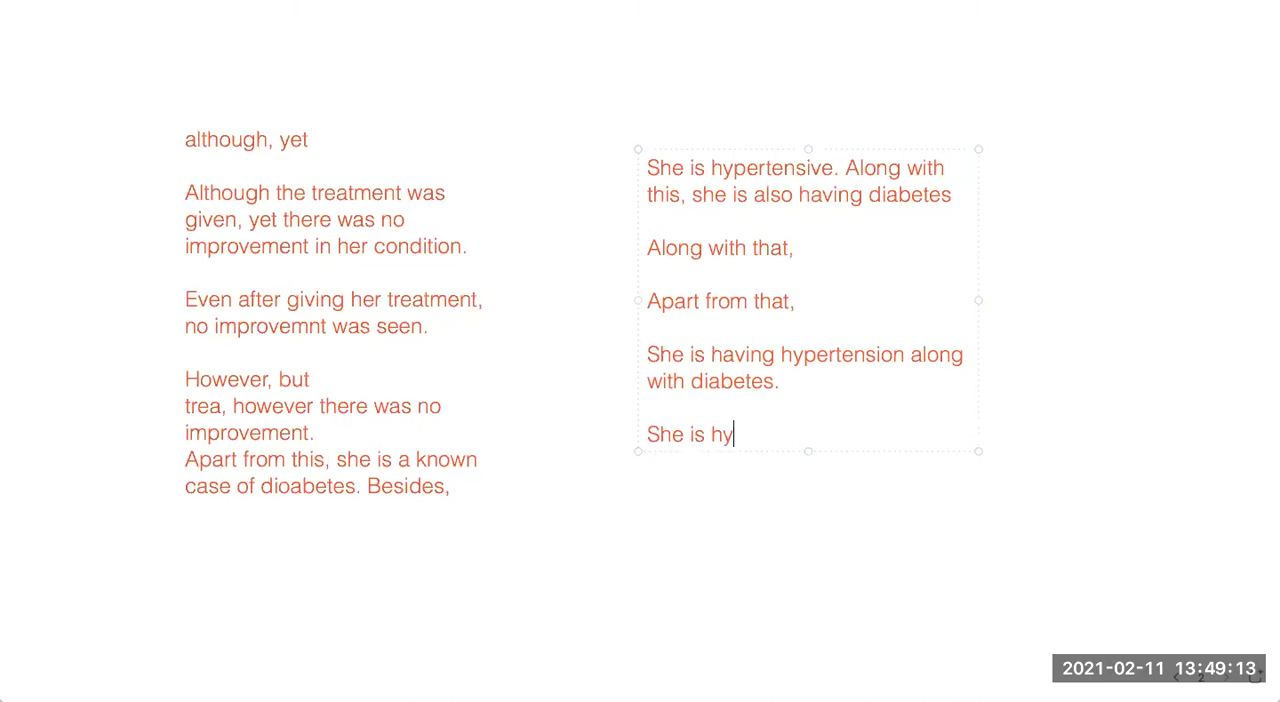 although, yet
Although the treatment was
given, yet there was no
improvement in her condition.
Even after giving her treatment,
no improvemnt was seen.
However, but
trea, however there was no
improvement.
Apart from this, she is a known
case of dioabetes. Besides,
She is hypertensive. Along with
this, she is also having diabetes
Along with that,
Apart from that,
She is having hypertension along
with diabetes.
She is hy
2021-02-11 13:49:13
2